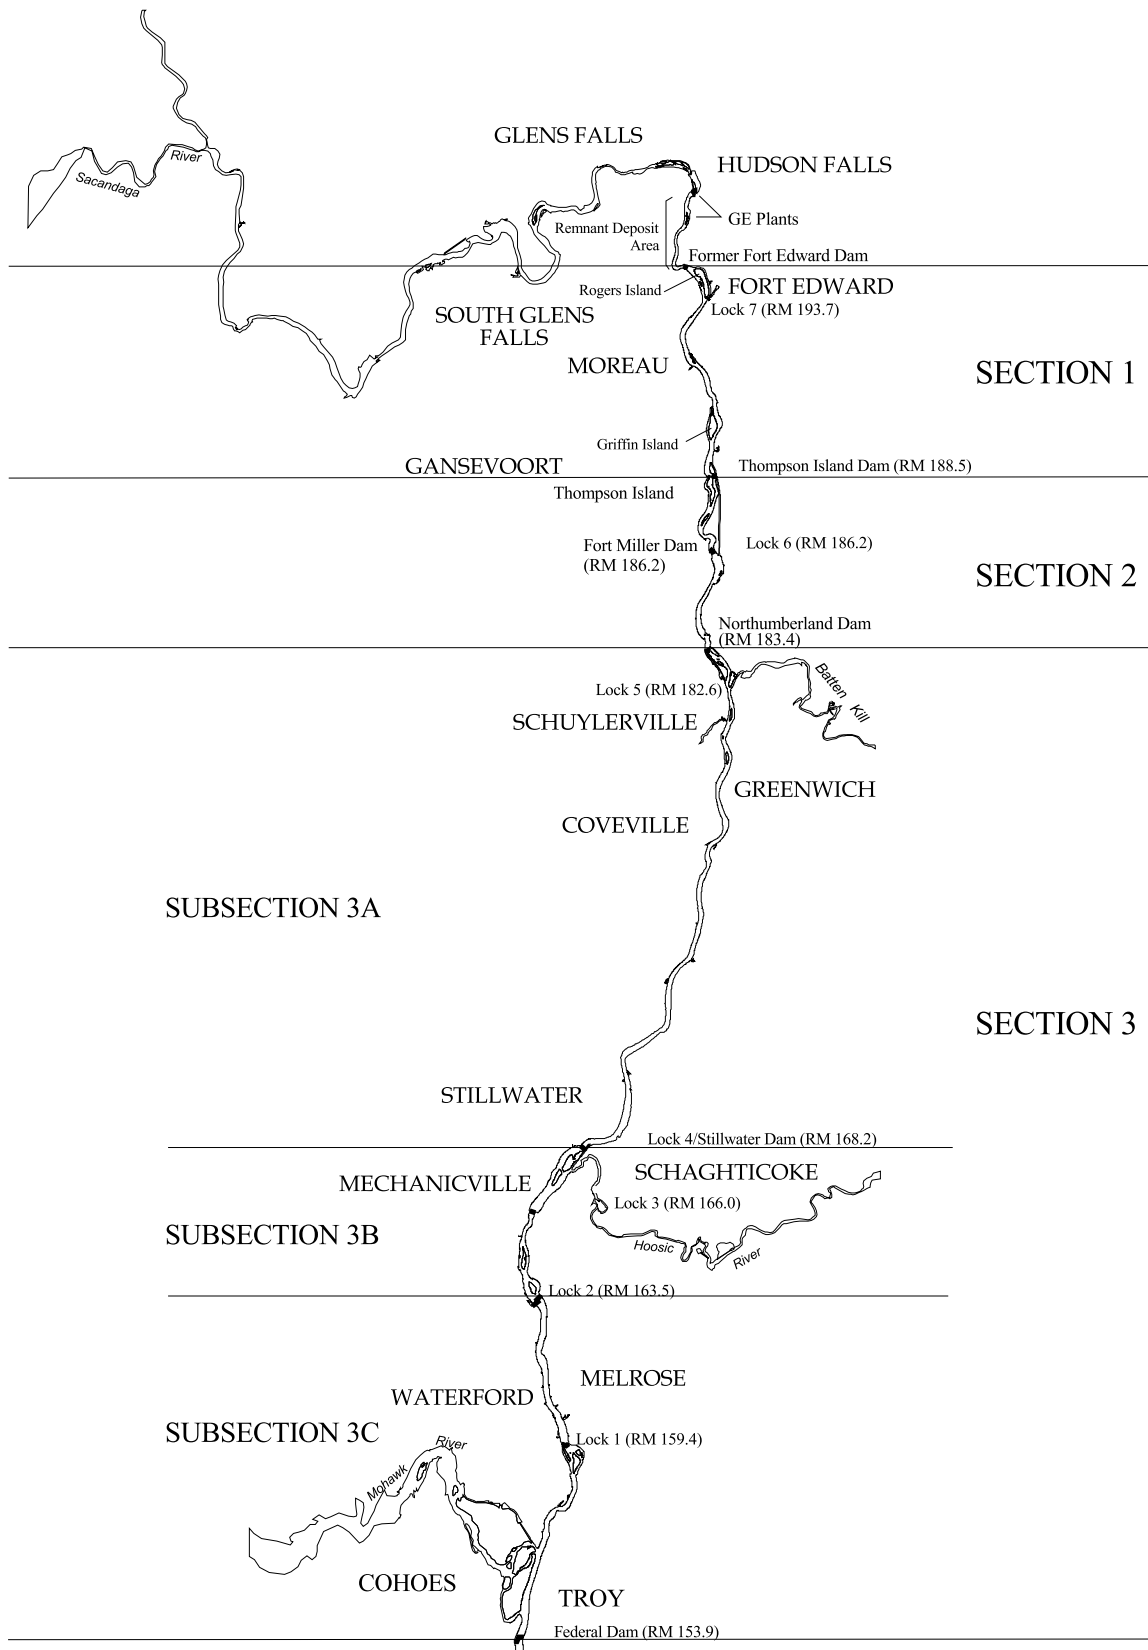 GLENS FALLS
HUDSON FALLS
River
Sacandaga
GE Plants
Remnant Deposit
Area
Former Fort Edward Dam
Rogers Island
FORT EDWARD
Lock 7 (RM 193.7)
SOUTH GLENS
FALLS
MOREAU
SECTION 1
Griffin Island
GANSEVOORT
Thompson Island Dam (RM 188.5)
Thompson Island
Fort Miller Dam
(RM 186.2)
Lock 6 (RM 186.2)
SECTION 2
Northumberland Dam
(RM 183.4)
Batten Kill
Lock 5 (RM 182.6)
SCHUYLERVILLE
GREENWICH
COVEVILLE
SUBSECTION 3A
SECTION 3
STILLWATER
Lock 4/Stillwater Dam (RM 168.2)
SCHAGHTICOKE
MECHANICVILLE
Lock 3 (RM 166.0)
SUBSECTION 3B
Hoosic River
Lock 2 (RM 163.5)
MELROSE
WATERFORD
SUBSECTION 3C
Lock 1 (RM 159.4)
Mohawk River
COHOES
TROY
Federal Dam (RM 153.9)